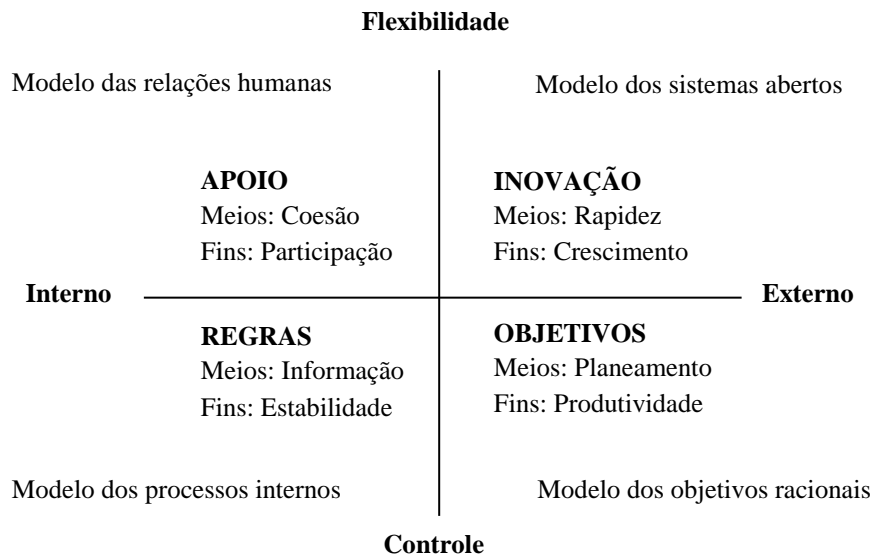 Flexibilidade
Modelo das relações humanas
Modelo dos sistemas abertos
APOIO
Meios: Coesão
Fins: Participação
INOVAÇÃO
Meios: Rapidez
Fins: Crescimento
Interno
Externo
REGRAS
Meios: Informação
Fins: Estabilidade
OBJETIVOS
Meios: Planeamento
Fins: Produtividade
Modelo dos processos internos
Modelo dos objetivos racionais
Controle